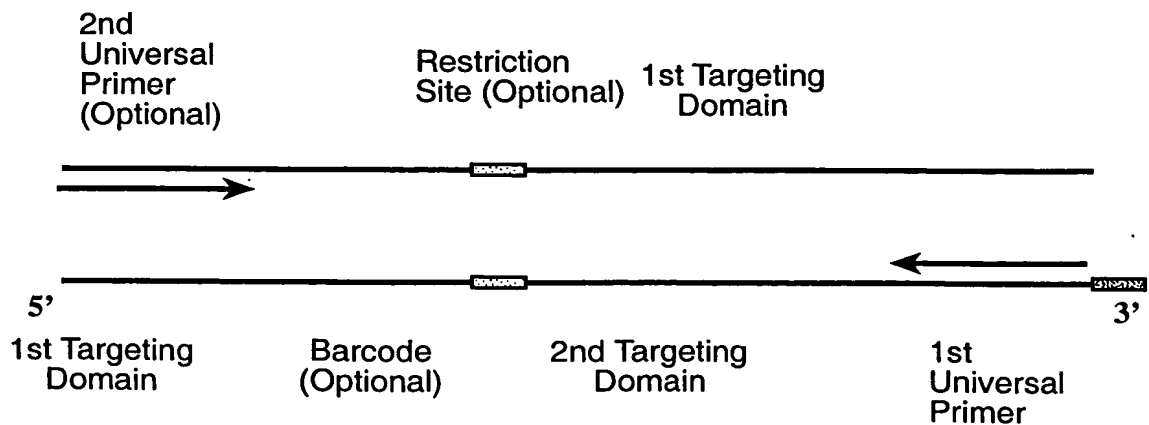 2nd
Universal
Primer
(Optional)
Restriction
Site (Optional)
1st Targeting
Domain
5’
3’
1st Targeting
Domain
Barcode
(Optional)
2nd Targeting
Domain
1st
Universal
Primer